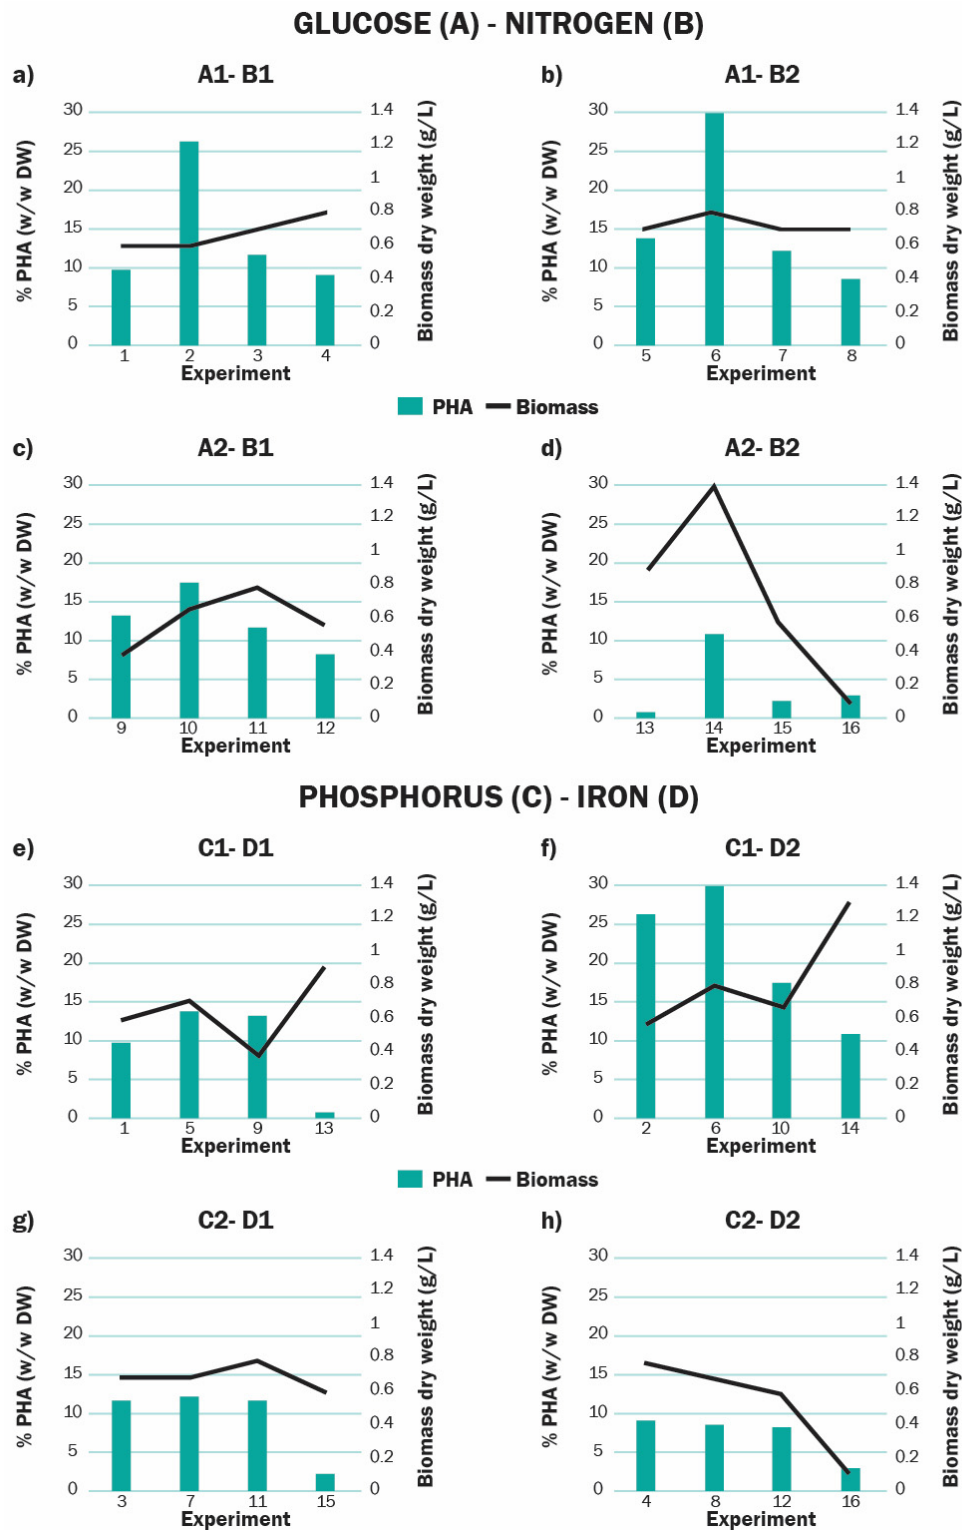 GLUCOSE (A) - NITROGEN (B)
a) A1- B1
% PHA (w/w DW)
30
25
20
15
10
5
0
1.4
1.2
1
0.8
0.6
0.4
0.2
0
Biomass dry weight (g/L)
1 2 3 4
Experiment
b) A1- B2
% PHA (w/w DW)
30
25
20
15
10
5
0
1.4
1.2
1
0.8
0.6
0.4
0.2
0
Biomass dry weight (g/L)
5 6 7 8
Experiment
PHA Biomass
c) A2- B1
% PHA (w/w DW)
30
25
20
15
10
5
0
1.4
1.2
1
0.8
0.6
0.4
0.2
0
Biomass dry weight (g/L)
9 10 11 12
Experiment
d) A2- B2
% PHA (w/w DW)
30
25
20
15
10
5
0
1.4
1.2
1
0.8
0.6
0.4
0.2
0
Biomass dry weight (g/L)
13 14 15 16
Experiment
PHOSPHORUS (C) - IRON (D)
e) C1- D1
% PHA (w/w DW)
30
25
20
15
10
5
0
1.4
1.2
1
0.8
0.6
0.4
0.2
0
Biomass dry weight (g/L)
1 5 9 13
Experiment
f) C1- D2
% PHA (w/w DW)
30
25
20
15
10
5
0
1.4
1.2
1
0.8
0.6
0.4
0.2
0
Biomass dry weight (g/L)
2 6 10 14
Experiment
PHA Biomass
g) C2- D1
% PHA (w/w DW)
30
25
20
15
10
5
0
1.4
1.2
1
0.8
0.6
0.4
0.2
0
Biomass dry weight (g/L)
3 7 11 15
Experiment
h) C2- D2
% PHA (w/w DW)
30
25
20
15
10
5
0
1.4
1.2
1
0.8
0.6
0.4
0.2
0
Biomass dry weight (g/L)
4 8 12 16
Experiment